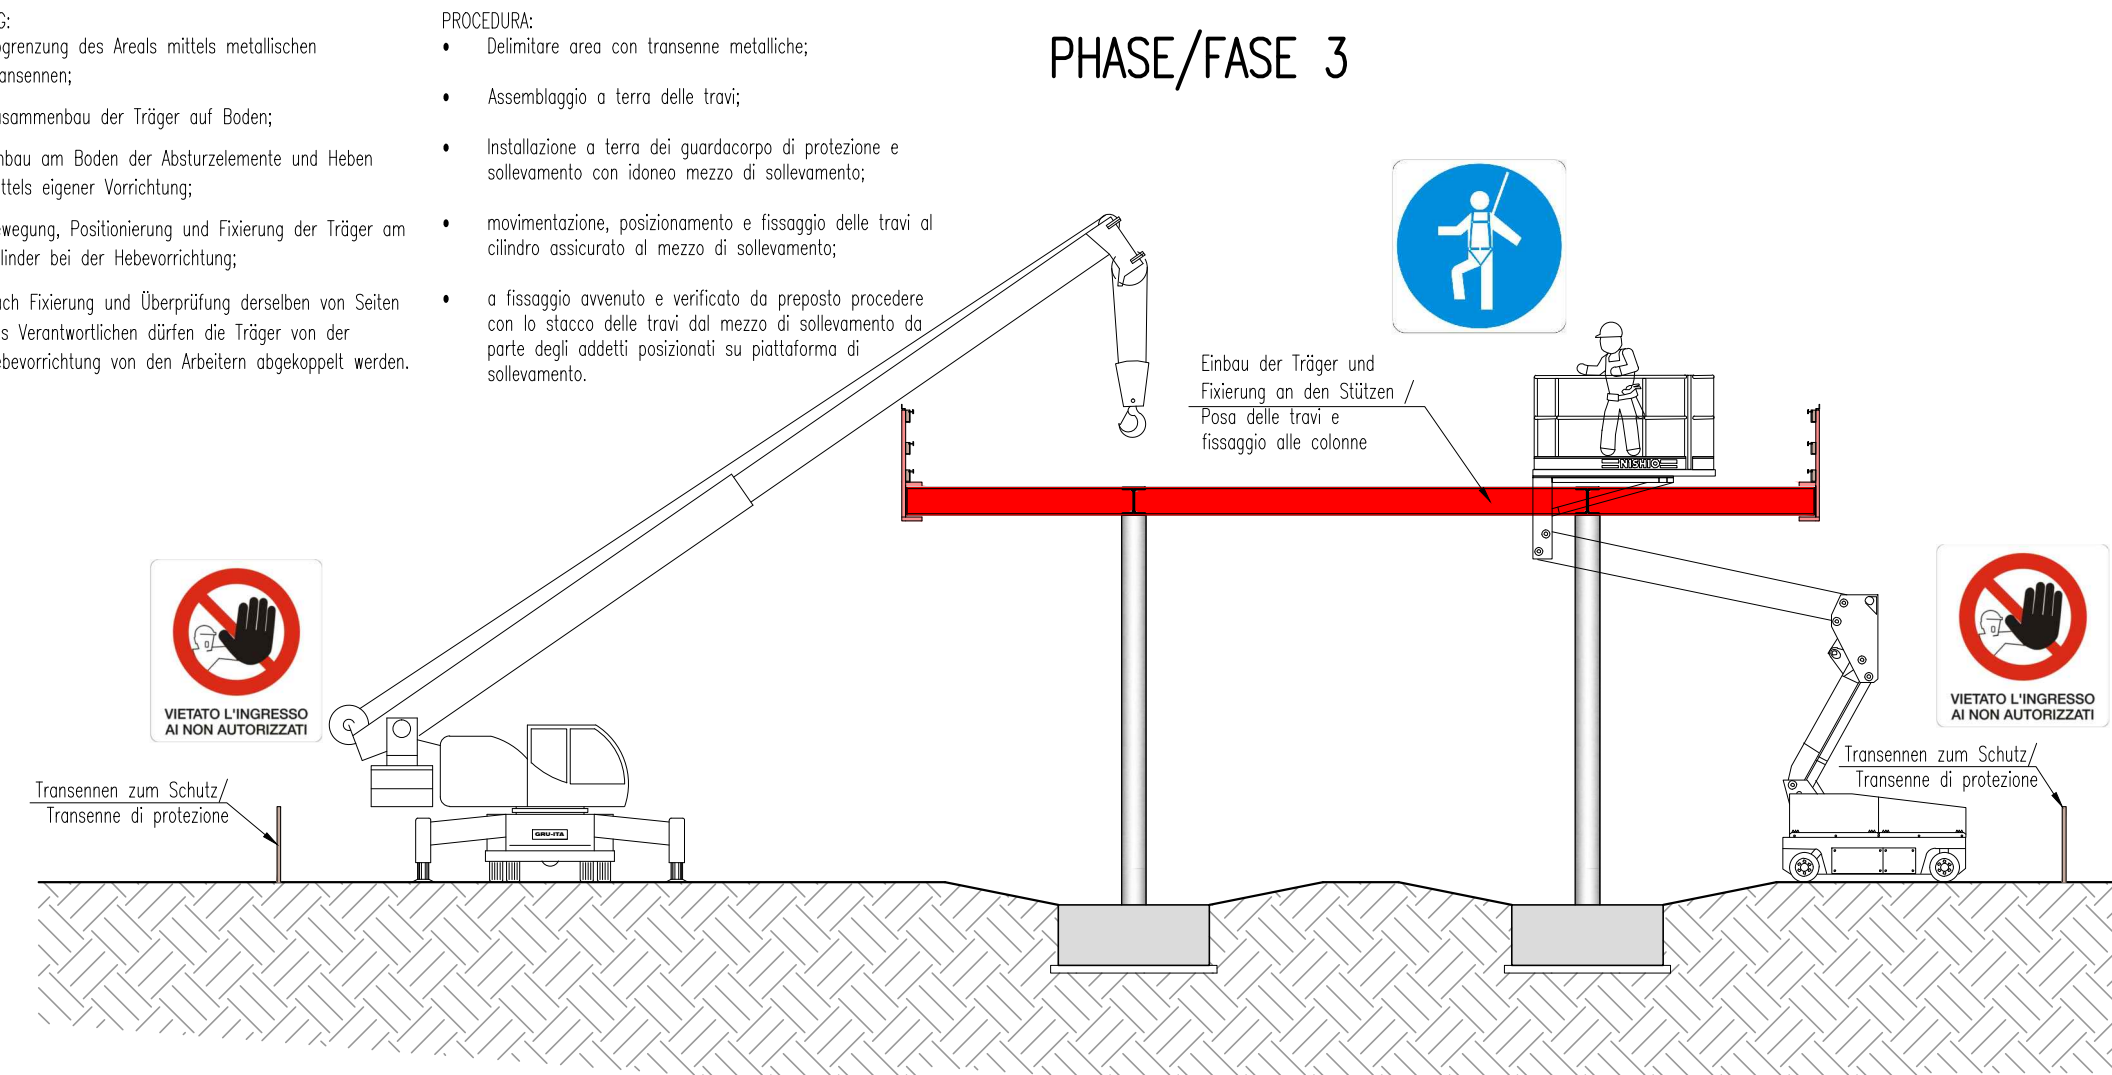 G:
grenzung des Areals mittels metallischen
ansennen;
sammenbau der Träger auf Boden;
nbau am Boden der Absturzelemente und Heben
ttels eigener Vorrichtung;
ewegung, Positionierung und Fixierung der Träger am
linder bei der Hebevorrichtung;
ch Fixierung und Überprüfung derselben von Seiten
s Verantwortlichen dürfen die Träger von der
ebevorrichtung von den Arbeitern abgekoppelt werden.
PROCEDURA:
• Delimitare area con transenne metalliche;
• Assemblaggio a terra delle travi;
• Installazione a terra dei guardacorpo di protezione e
sollevamento con idoneo mezzo di sollevamento;
• movimentazione, posizionamento e fissaggio delle travi al
cilindro assicurato al mezzo di sollevamento;
• a fissaggio avvenuto e verificato da preposto procedere
con lo stacco delle travi dal mezzo di sollevamento da
parte degli addetti posizionati su piattaforma di
sollevamento.
PHASE/FASE 3
Einbau der Träger und
Fixierung an den Stützen /
Posa delle travi e
fissaggio alle colonne
NISHIO
VIETATO L'INGRESSO
AI NON AUTORIZZATI
Transennen zum Schutz/
Transenne di protezione
GRU-ITA
VIETATO L'INGRESSO
AI NON AUTORIZZATI
Transennen zum Schutz/
Transenne di protezione